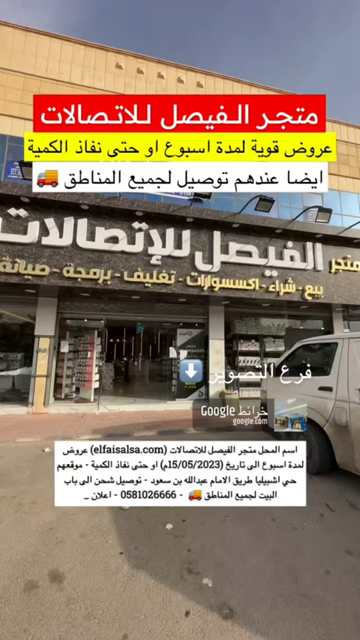 متجر الفيصل للاتصالات
عروض قوية لمدة اسبوع او حتى نفاذ الكمية
ايضا عندهم توصيل لجميع المناطق 🚚
متجر الفيصل للإتصالات
بيع - شراء - اكسسوارات - تغليف - برمجة - صيانة
فرع التصوير ⬇️
خرائط Google
google.com
اسم المحل متجر الفيصل للاتصالات (elfaisalsa.com) عروض
لمدة اسبوع الى تاريخ (15/05/2023م) او حتى نفاذ الكمية - موقعهم
حي اشبيليا طريق الامام عبدالله بن سعود - توصيل شحن الى باب
البيت لجميع المناطق 🚚 - 0581026666 - اعلان _